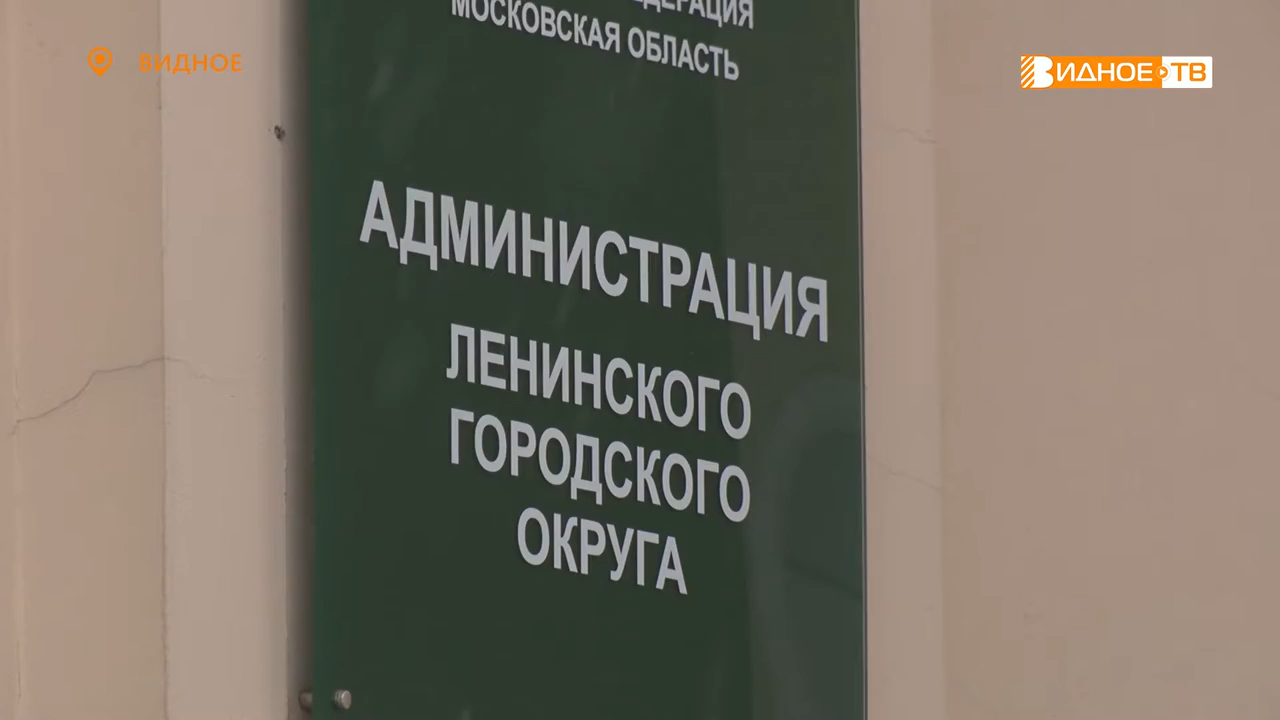 МОСКОВСКАЯ ОБЛАСТЬ
ВИДНОЕ
ВИДНОЕ ТВ
АДМИНИСТРАЦИЯ
ЛЕНИНСКОГО
ГОРОДСКОГО
ОКРУГА